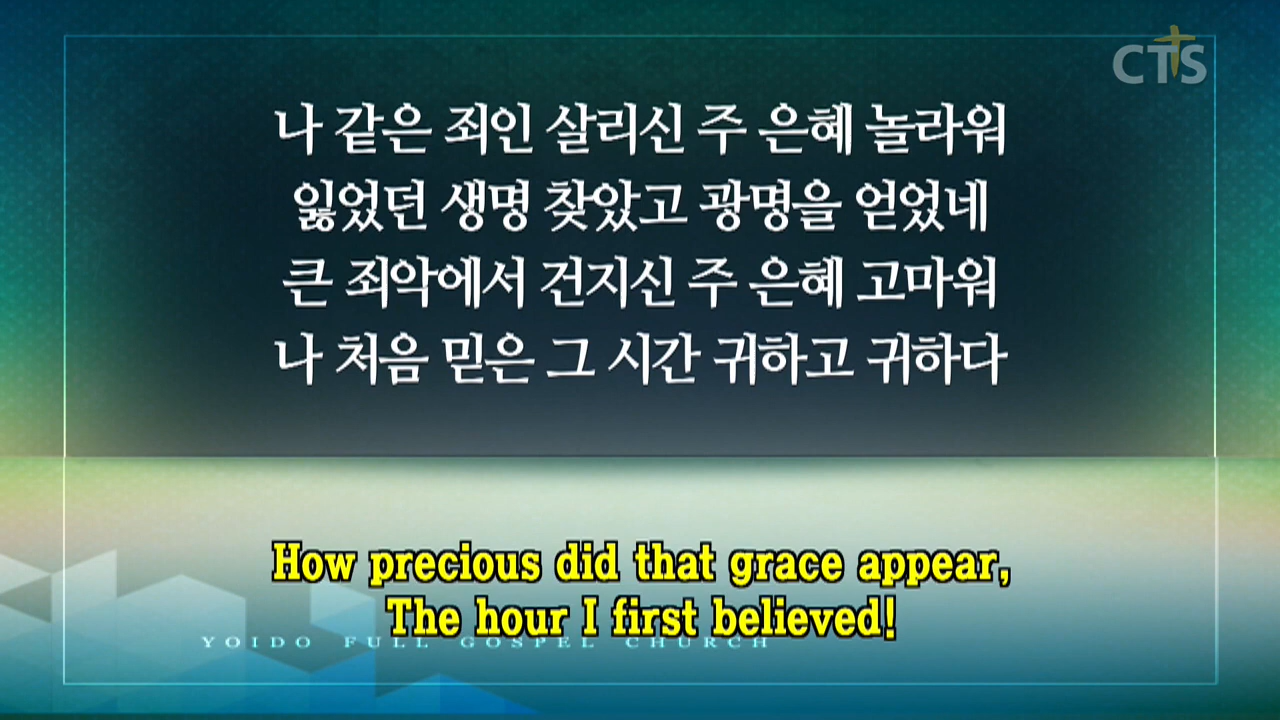 CTS
나 같은 죄인 살리신 주 은혜 놀라워
잃었던 생명 찾았고 광명을 얻었네
큰 죄악에서 건지신 주 은혜 고마워
나 처음 믿은 그 시간 귀하고 귀하다
How precious did that grace appear,
The hour I first believed!
YOIDO FULL GOSPEL CHURCH